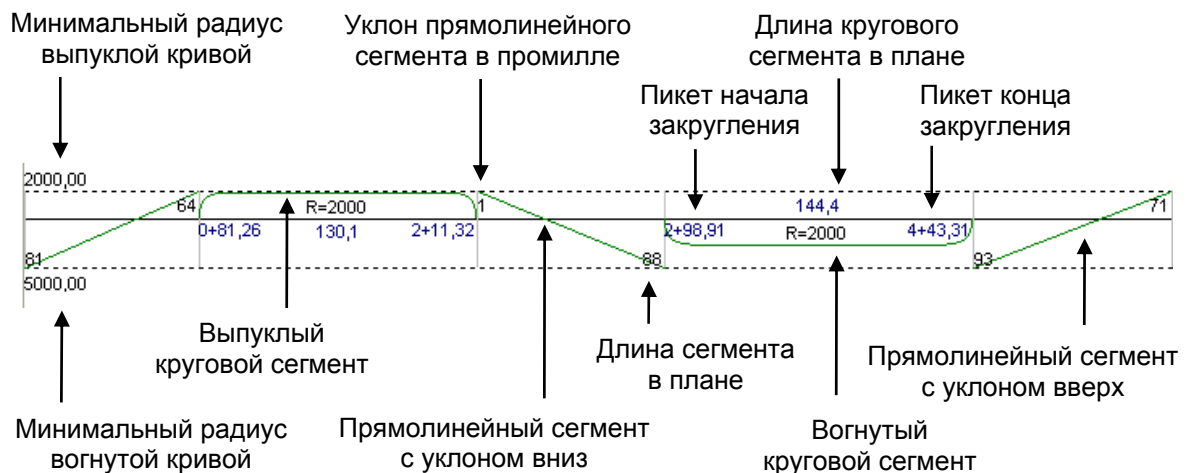 Минимальный радиус
выпуклой кривой
Уклон прямолинейного
сегмента в промилле
Длина кругового
сегмента в плане
Пикет начала
закругления
Пикет конца
закругления
2000,00
64
R=2000
1
144,4
71
0+81,26
130,1
2+11,32
2+98,91
R=2000
4+43,31
81
88
93
5000,00
Выпуклый
круговой сегмент
Длина сегмента
в плане
Прямолинейный сегмент
с уклоном вверх
Минимальный радиус
вогнутой кривой
Прямолинейный сегмент
с уклоном вниз
Вогнутый
круговой сегмент